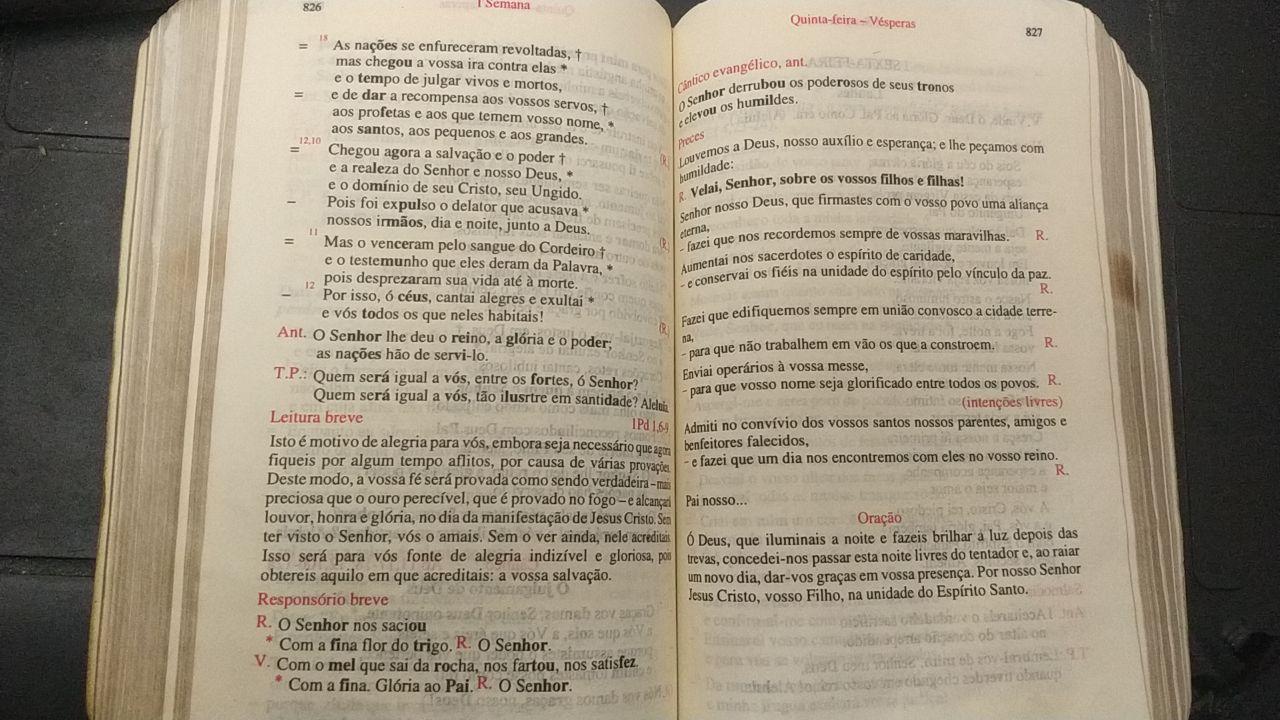 826
I Semana
= 18 As nações se enfureceram revoltadas, †
mas chegou a vossa ira contra elas *
e o tempo de julgar vivos e mortos,
= e de dar a recompensa aos vossos servos, †
aos profetas e aos que temem vosso nome, *
aos santos, aos pequenos e aos grandes. (R.
= 12,10 Chegou agora a salvação e o poder †
e a realeza do Senhor e nosso Deus, *
e o domínio de seu Cristo, seu Ungido.
– Pois foi expulso o delator que acusava *
nossos irmãos, dia e noite, junto a Deus. (R.
= 11 Mas o venceram pelo sangue do Cordeiro †
e o testemunho que eles deram da Palavra, *
pois desprezaram sua vida até à morte.
– 12 Por isso, ó céus, cantai alegres e exultai *
e vós todos os que neles habitais! (R.
Ant. O Senhor lhe deu o reino, a glória e o poder;
as nações hão de servi-lo.
T.P.: Quem será igual a vós, entre os fortes, ó Senhor?
Quem será igual a vós, tão ilusrtre em santidade? Aleluia.
Leitura breve 1Pd 1,6-9
Isto é motivo de alegria para vós, embora seja necessário que agora
fiqueis por algum tempo aflitos, por causa de várias provações.
Deste modo, a vossa fé será provada como sendo verdadeira – mais
preciosa que o ouro perecível, que é provado no fogo – e alcançará
louvor, honra e glória, no dia da manifestação de Jesus Cristo. Sem
ter visto o Senhor, vós o amais. Sem o ver ainda, nele acreditais.
Isso será para vós fonte de alegria indizível e gloriosa, pois
obtereis aquilo em que acreditais: a vossa salvação.
Responsório breve
R. O Senhor nos saciou
* Com a fina flor do trigo. R. O Senhor.
V. Com o mel que sai da rocha, nos fartou, nos satisfez.
* Com a fina. Glória ao Pai. R. O Senhor.
Quinta-feira – Vésperas
827
Cântico evangélico, ant.
O Senhor derrubou os poderosos de seus tronos
e elevou os humildes.
Preces
Louvemos a Deus, nosso auxílio e esperança; e lhe peçamos com
humildade:
R. Velai, Senhor, sobre os vossos filhos e filhas!
Senhor nosso Deus, que firmastes com o vosso povo uma aliança
eterna,
– fazei que nos recordemos sempre de vossas maravilhas. R.
Aumentai nos sacerdotes o espírito de caridade,
– e conservai os fiéis na unidade do espírito pelo vínculo da paz.
R.
Fazei que edifiquemos sempre em união convosco a cidade terre-
na,
– para que não trabalhem em vão os que a constroem. R.
Enviai operários à vossa messe,
– para que vosso nome seja glorificado entre todos os povos. R.
(intenções livres)
Admiti no convívio dos vossos santos nossos parentes, amigos e
benfeitores falecidos,
– e fazei que um dia nos encontremos com eles no vosso reino.
R.
Pai nosso...
Oração
Ó Deus, que iluminais a noite e fazeis brilhar a luz depois das
trevas, concedei-nos passar esta noite livres do tentador e, ao raiar
um novo dia, dar-vos graças em vossa presença. Por nosso Senhor
Jesus Cristo, vosso Filho, na unidade do Espírito Santo.